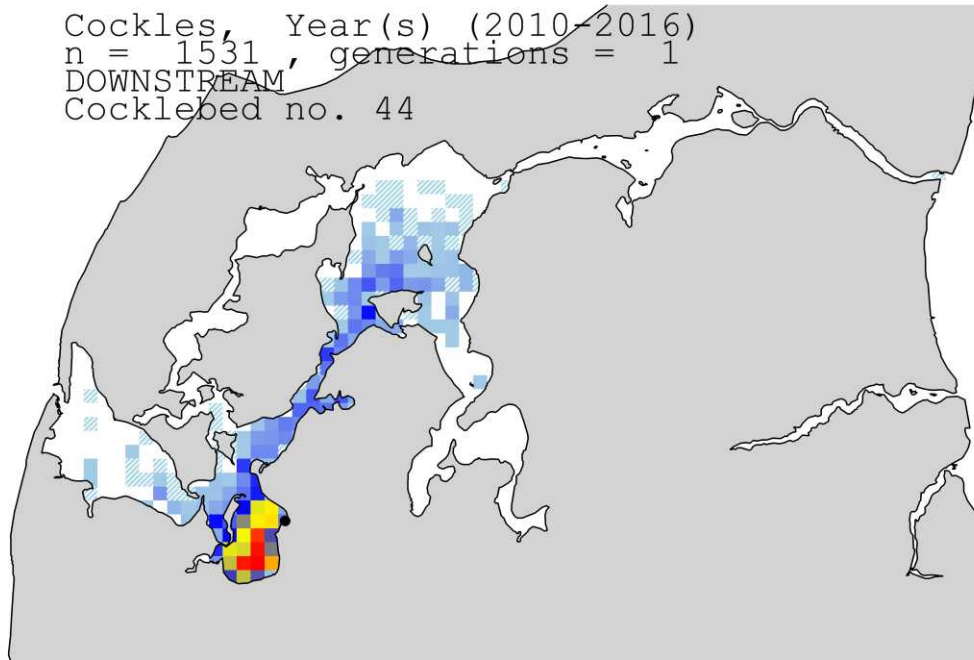 Cockles, Year(s) (2010-2016)
n = 1531 , generations = 1
DOWNSTREAM
Cocklebed no. 44